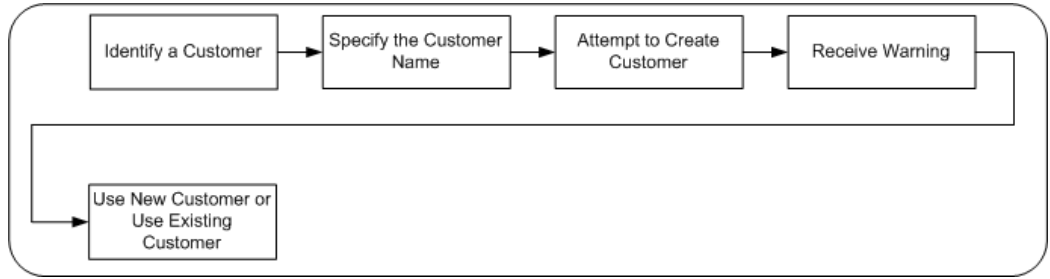 Identify a Customer
Specify the Customer
Name
Attempt to Create
Customer
Receive Warning
Use New Customer or
Use Existing
Customer